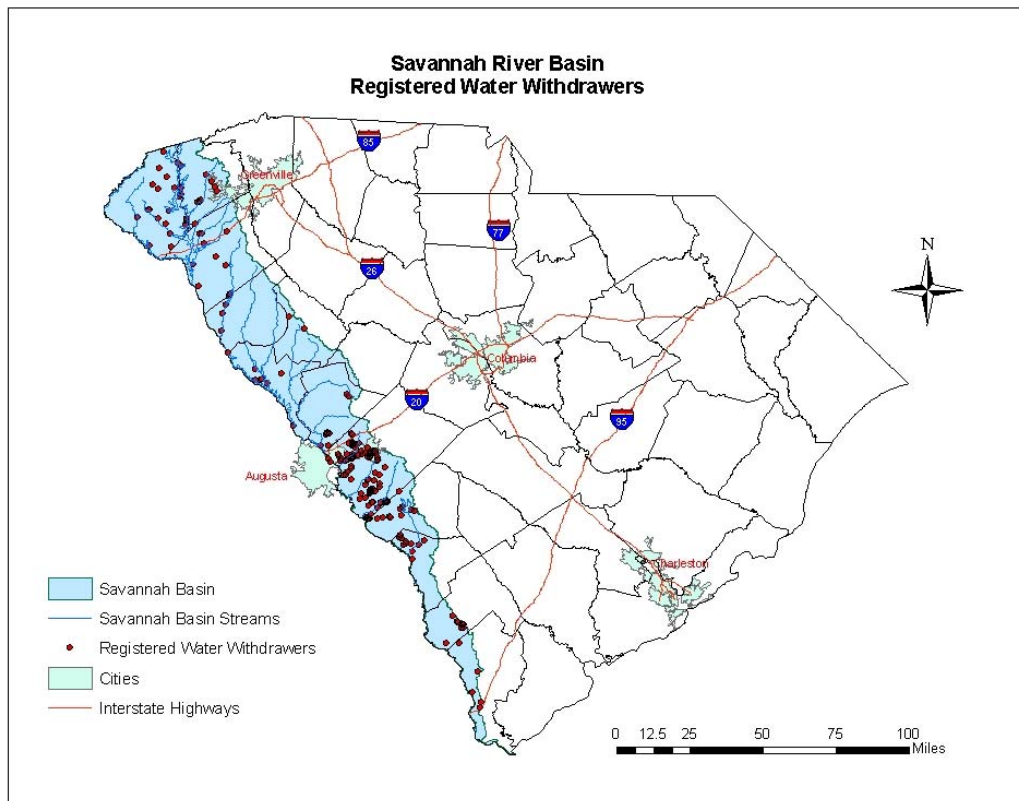 Savannah River Basin
Registered Water Withdrawers
85
Greenville
77
26
N
Columbia
20
95
Augusta
Charleston
Savannah Basin
Savannah Basin Streams
Registered Water Withdrawers
Cities
Interstate Highways
0 12.5 25 50 75 100
Miles